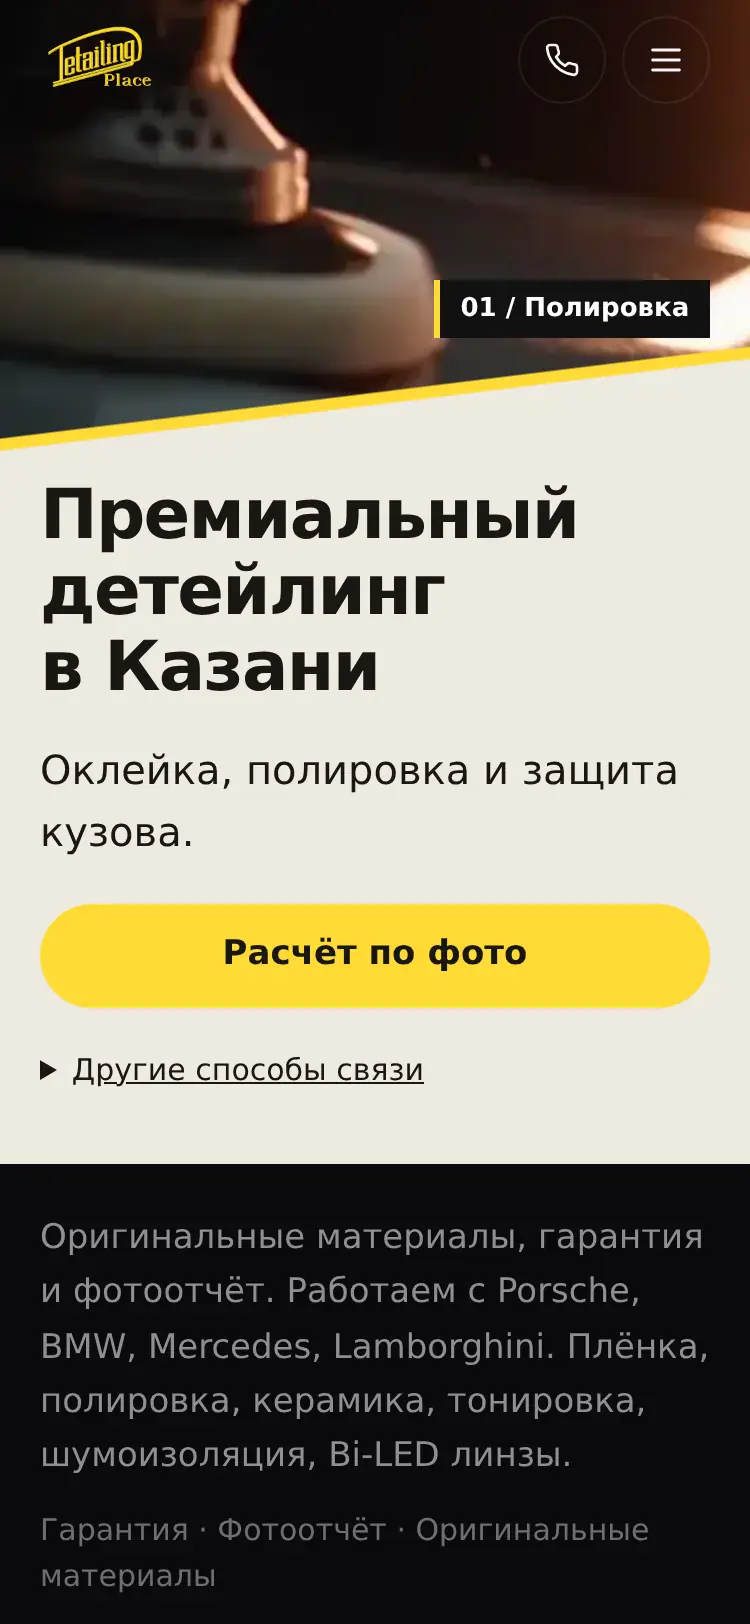 Detailing
Place
01 / Полировка
Премиальный
детейлинг
в Казани
Оклейка, полировка и защита
кузова.
Расчёт по фото
Другие способы связи
Оригинальные материалы, гарантия
и фотоотчёт. Работаем с Porsche,
BMW, Mercedes, Lamborghini. Плёнка,
полировка, керамика, тонировка,
шумоизоляция, Bi-LED линзы.
Гарантия · Фотоотчёт · Оригинальные
материалы